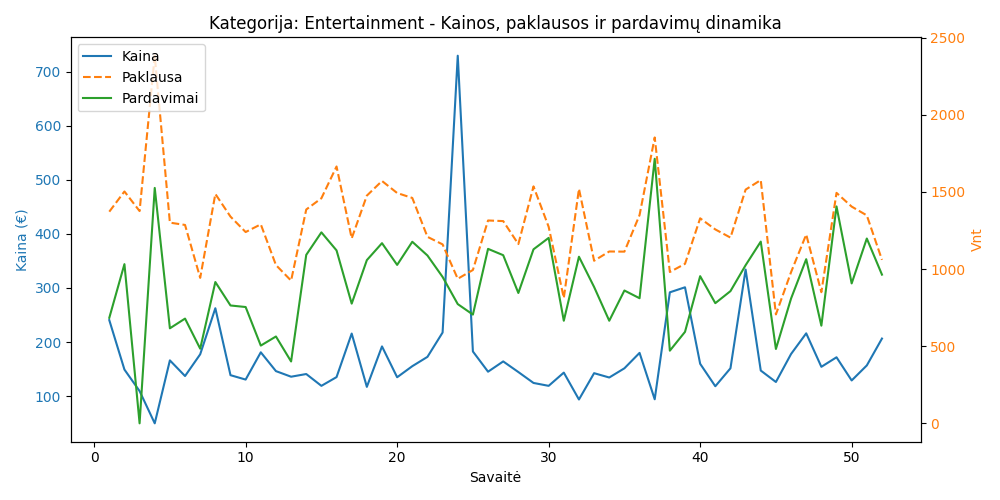 Kategorija: Entertainment - Kainos, paklausos ir pardavimų dinamika
Kaina
Paklausa
Pardavimai
Kaina (€)
700
600
500
400
300
200
100
2500
2000
1500
1000
500
0
Vnt
0 10 20 30 40 50
Savaitė